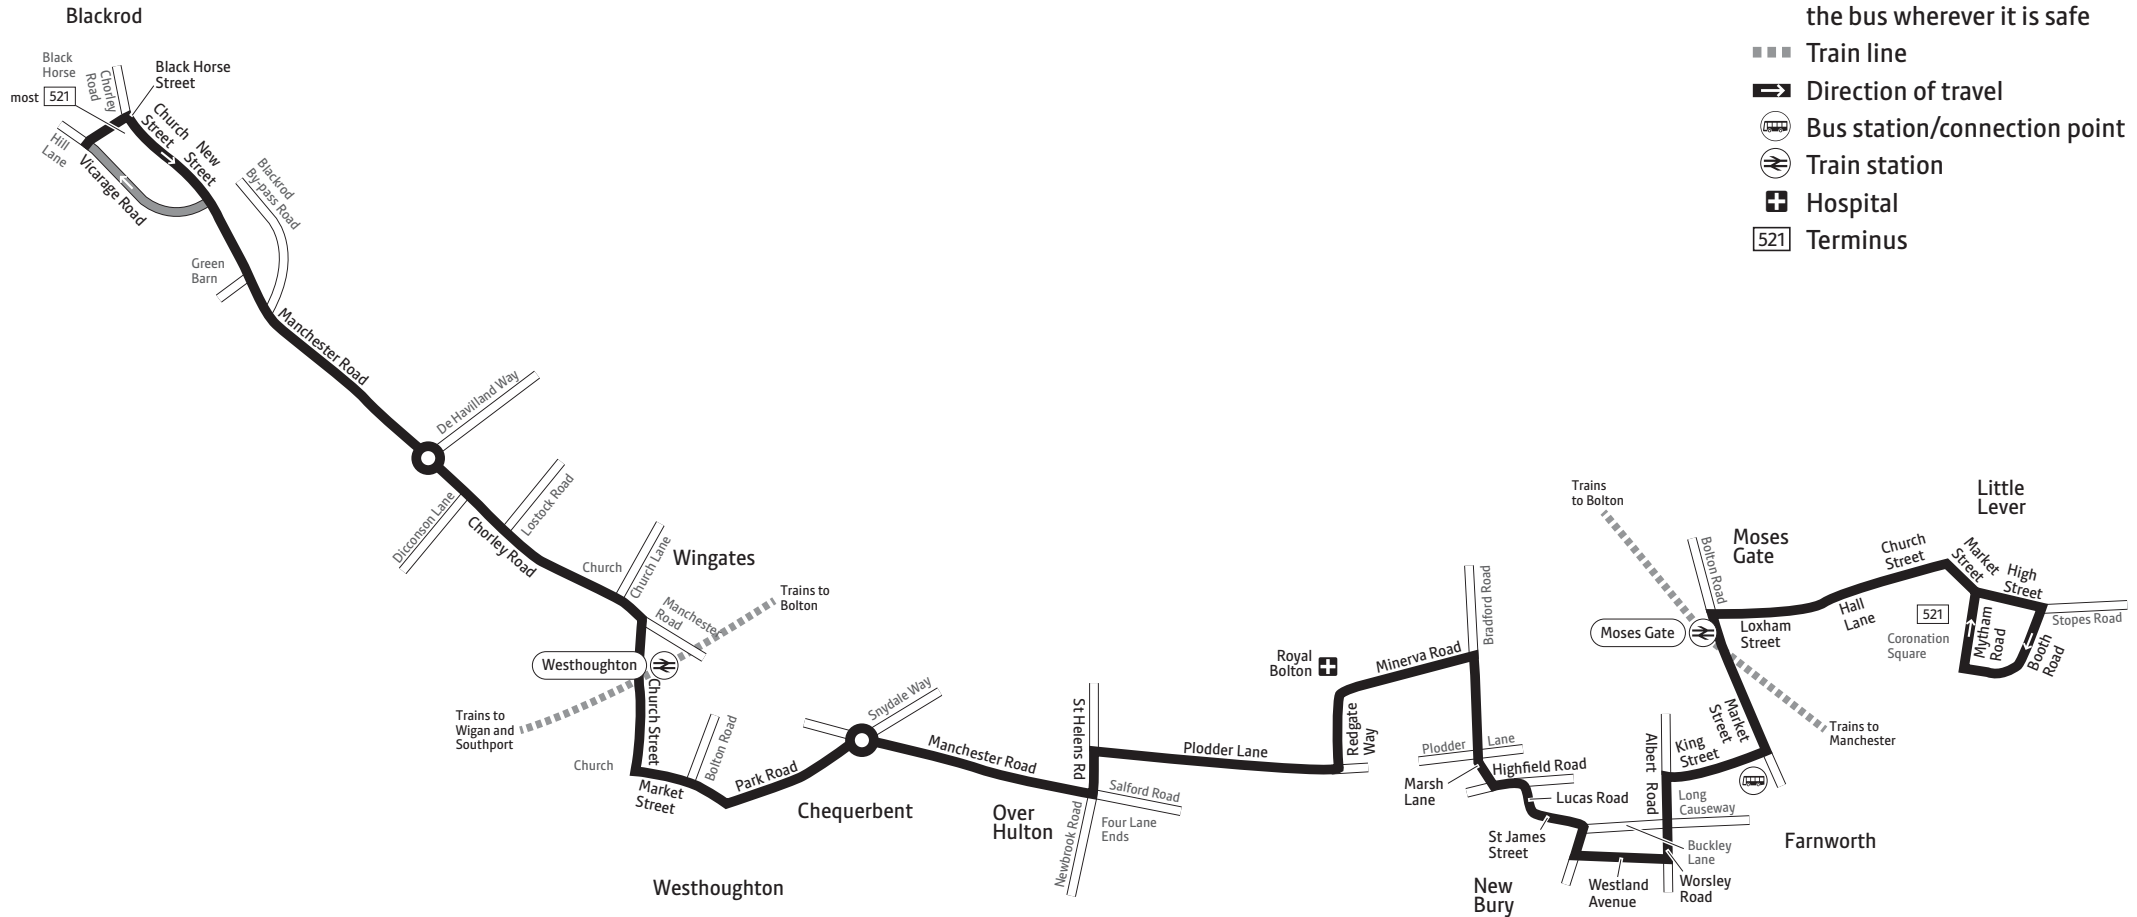 Blackrod
the bus wherever it is safe
Train line
Direction of travel
Bus station/connection point
Train station
Hospital
521 Terminus
Black
Horse
most 521
Chorley
Road
Black Horse
Street
Church
Street
New
Street
Hill
Lane
Vicarage Road
Blackrod
By-pass Road
Green
Barn
Manchester Road
De Havilland Way
Dicconson Lane
Lostock Road
Chorley Road
Church
Church Lane
Wingates
Manchester
Road
Trains to
Bolton
Westhoughton
Trains to
Wigan and
Southport
Church Street
Church
Market
Street
Bolton Road
Park Road
Snydale Way
Chequerbent
Westhoughton
Manchester Road
Over
Hulton
St Helens Rd
Newbrook Road
Salford Road
Four Lane
Ends
Plodder Lane
Royal
Bolton
Redgate
Way
Minerva Road
Bradford Road
Plodder Lane
Marsh
Lane
Highfield Road
Lucas Road
St James
Street
New
Bury
Westland
Avenue
Buckley
Lane
Worsley
Road
Long
Causeway
Albert Road
King
Street
Farnworth
Market
Street
Trains
to Bolton
Moses Gate
Bolton Road
Moses
Gate
Loxham
Street
Trains to
Manchester
Hall
Lane
Church
Street
Little
Lever
Market
Street
High
Street
521
Coronation
Square
Mytham
Road
Booth
Road
Stopes Road